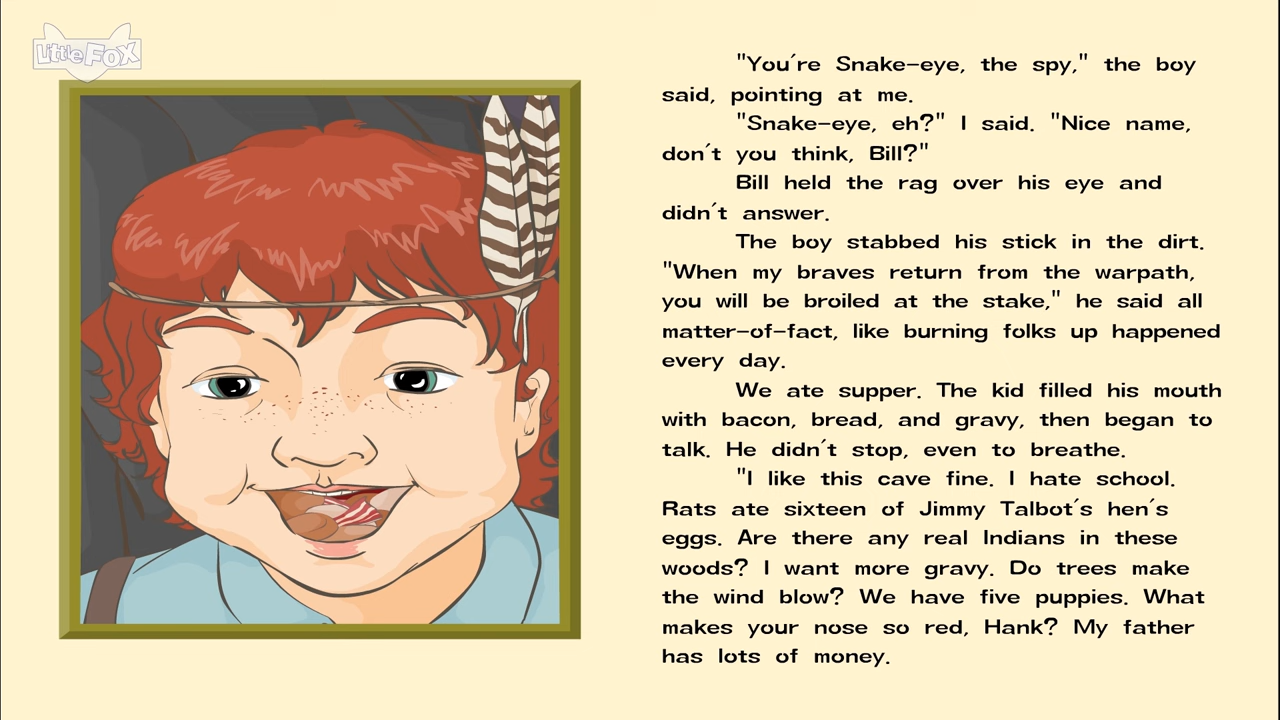 Little Fox
"You're Snake-eye, the spy," the boy
said, pointing at me.
"Snake-eye, eh?" I said. "Nice name,
don't you think, Bill?"
Bill held the rag over his eye and
didn't answer.
The boy stabbed his stick in the dirt.
"When my braves return from the warpath,
you will be broiled at the stake," he said all
matter-of-fact, like burning folks up happened
every day.
We ate supper. The kid filled his mouth
with bacon, bread, and gravy, then began to
talk. He didn't stop, even to breathe.
"I like this cave fine. I hate school.
Rats ate sixteen of Jimmy Talbot's hen's
eggs. Are there any real Indians in these
woods? I want more gravy. Do trees make
the wind blow? We have five puppies. What
makes your nose so red, Hank? My father
has lots of money.